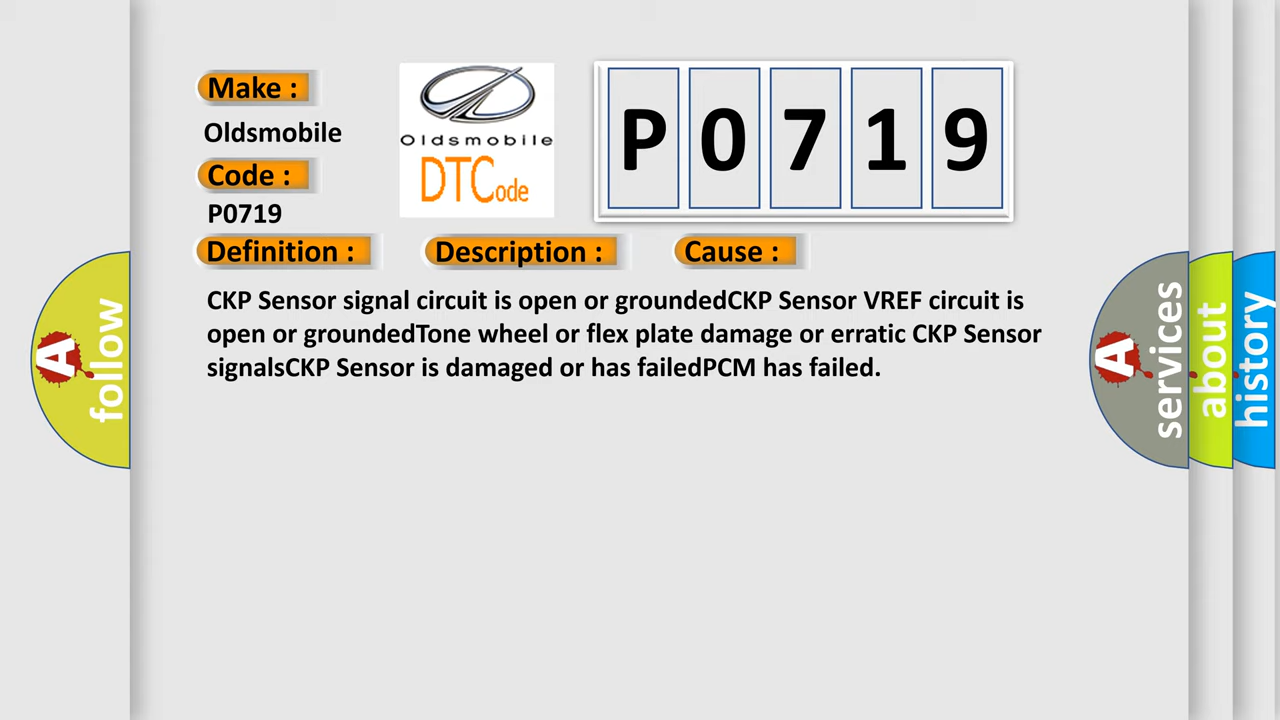 Make :
Oldsmobile
Code :
P0719
Oldsmobile
DTCode
P0719
Definition :
Description :
Cause :
CKP Sensor signal circuit is open or groundedCKP Sensor VREF circuit is
open or groundedTone wheel or flex plate damage or erratic CKP Sensor
signalsCKP Sensor is damaged or has failedPCM has failed.
A
follow
A
services
about
history